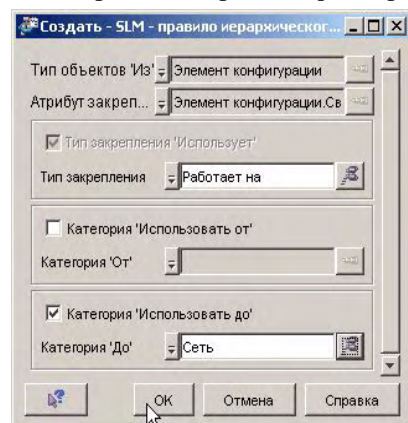 Создать - SLM - правило иерархическог...
Тип объектов 'Из' Элемент конфигурации
Атрибут закреп... Элемент конфигурации.Св
Тип закрепления 'Использует'
Тип закрепления Работает на
Категория 'Использовать от'
Категория 'От'
Категория 'Использовать до'
Категория 'До' Сеть
OK Отмена Справка